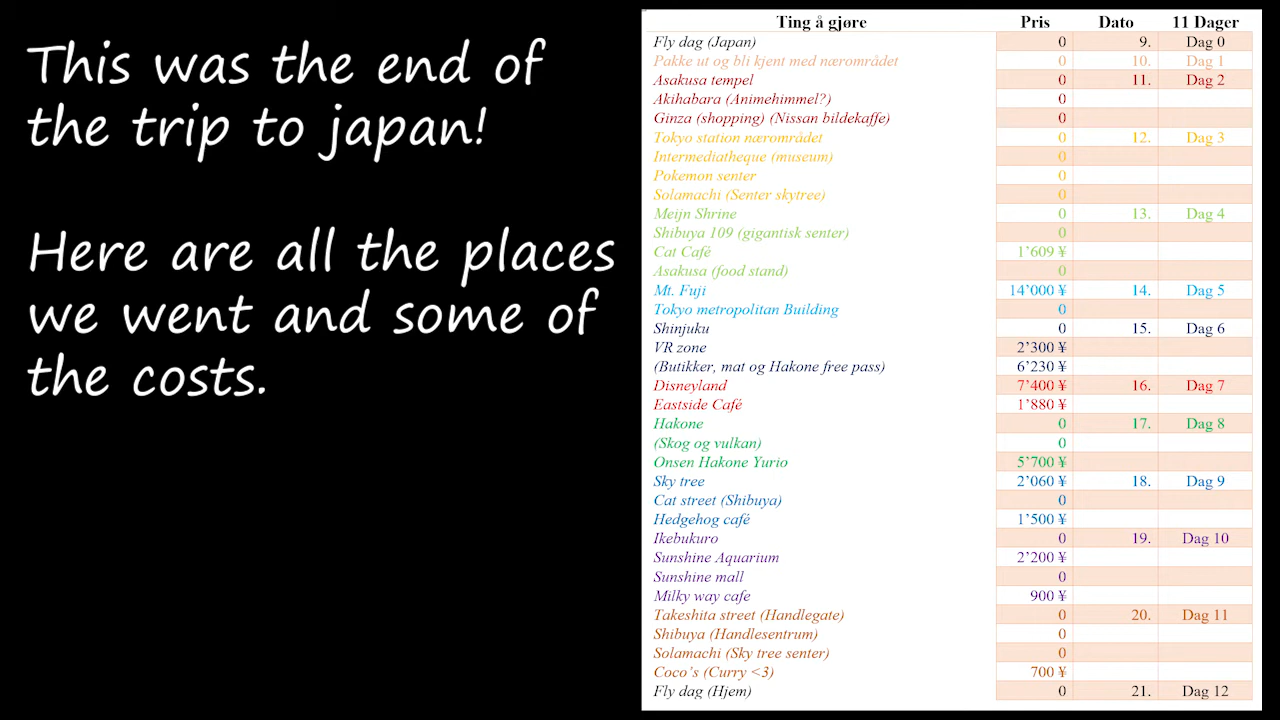 This was the end of
the trip to japan!
Here are all the places
we went and some of
the costs.
Ting å gjøre Pris Dato 11 Dager
Fly dag (Japan) 0 9. Dag 0
Pakke ut og bli kjent med nærområdet 0 10. Dag 1
Asakusa tempel 0 11. Dag 2
Akihabara (Animehimmel?) 0
Ginza (shopping) (Nissan bildekaffe) 0
Tokyo station nærområdet 0 12. Dag 3
Intermediatheque (museum) 0
Pokemon senter 0
Solamachi (Senter skytree) 0
Meijn Shrine 0 13. Dag 4
Shibuya 109 (gigantisk senter) 0
Cat Café 1’609 ¥
Asakusa (food stand) 0
Mt. Fuji 14’000 ¥ 14. Dag 5
Tokyo metropolitan Building 0
Shinjuku 0 15. Dag 6
VR zone 2’300 ¥
(Butikker, mat og Hakone free pass) 6’230 ¥
Disneyland 7’400 ¥ 16. Dag 7
Eastside Café 1’880 ¥
Hakone 0 17. Dag 8
(Skog og vulkan) 0
Onsen Hakone Yurio 5’700 ¥
Sky tree 2’060 ¥ 18. Dag 9
Cat street (Shibuya) 0
Hedgehog café 1’500 ¥
Ikebukuro 0 19. Dag 10
Sunshine Aquarium 2’200 ¥
Sunshine mall 0
Milky way cafe 900 ¥
Takeshita street (Handlegate) 0 20. Dag 11
Shibuya (Handlesentrum) 0
Solamachi (Sky tree senter) 0
Coco’s (Curry <3) 700 ¥
Fly dag (Hjem) 0 21. Dag 12